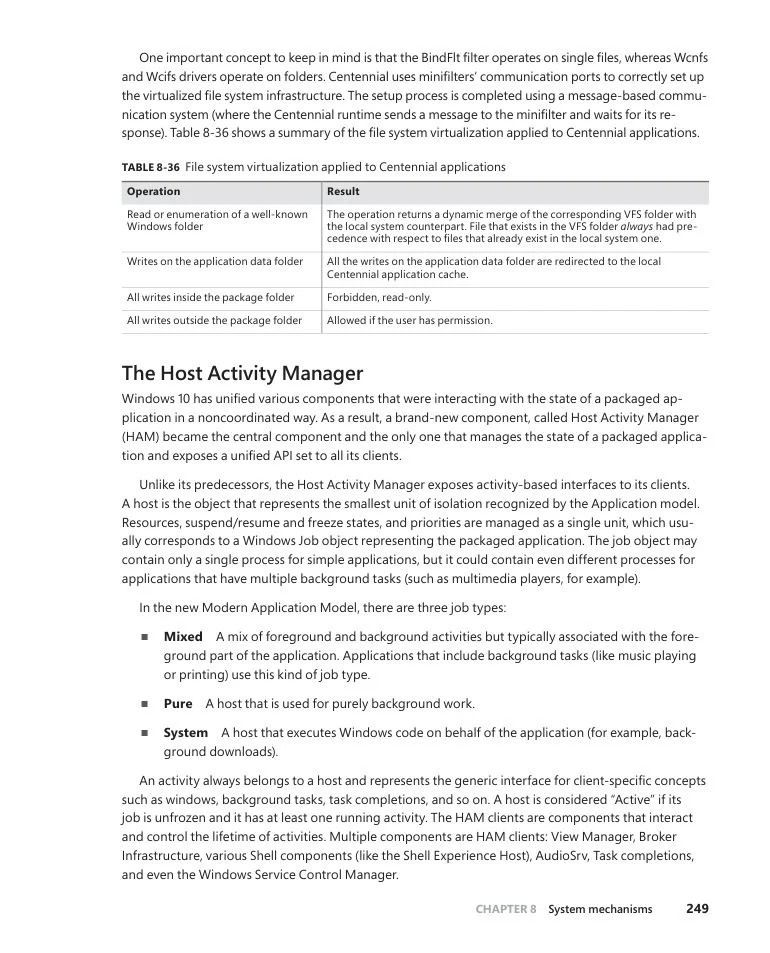 One important concept to keep in mind is that the BindFlt filter operates on single files, whereas Wcnfs
and Wcifs drivers operate on folders. Centennial uses minifilters’ communication ports to correctly set up
the virtualized file system infrastructure. The setup process is completed using a message-based commu-
nication system (where the Centennial runtime sends a message to the minifilter and waits for its re-
sponse). Table 8-36 shows a summary of the file system virtualization applied to Centennial applications.
TABLE 8-36 File system virtualization applied to Centennial applications
Operation Result
Read or enumeration of a well-known
Windows folder
The operation returns a dynamic merge of the corresponding VFS folder with
the local system counterpart. File that exists in the VFS folder always had pre-
cedence with respect to files that already exist in the local system one.
Writes on the application data folder
All the writes on the application data folder are redirected to the local
Centennial application cache.
All writes inside the package folder Forbidden, read-only.
All writes outside the package folder Allowed if the user has permission.
The Host Activity Manager
Windows 10 has unified various components that were interacting with the state of a packaged ap-
plication in a noncoordinated way. As a result, a brand-new component, called Host Activity Manager
(HAM) became the central component and the only one that manages the state of a packaged applica-
tion and exposes a unified API set to all its clients.
Unlike its predecessors, the Host Activity Manager exposes activity-based interfaces to its clients.
A host is the object that represents the smallest unit of isolation recognized by the Application model.
Resources, suspend/resume and freeze states, and priorities are managed as a single unit, which usu-
ally corresponds to a Windows Job object representing the packaged application. The job object may
contain only a single process for simple applications, but it could contain even different processes for
applications that have multiple background tasks (such as multimedia players, for example).
In the new Modern Application Model, there are three job types:
■ Mixed A mix of foreground and background activities but typically associated with the fore-
ground part of the application. Applications that include background tasks (like music playing
or printing) use this kind of job type.
■ Pure A host that is used for purely background work.
■ System A host that executes Windows code on behalf of the application (for example, back-
ground downloads).
An activity always belongs to a host and represents the generic interface for client-specific concepts
such as windows, background tasks, task completions, and so on. A host is considered “Active” if its
job is unfrozen and it has at least one running activity. The HAM clients are components that interact
and control the lifetime of activities. Multiple components are HAM clients: View Manager, Broker
Infrastructure, various Shell components (like the Shell Experience Host), AudioSrv, Task completions,
and even the Windows Service Control Manager.
CHAPTER 8 System mechanisms 249